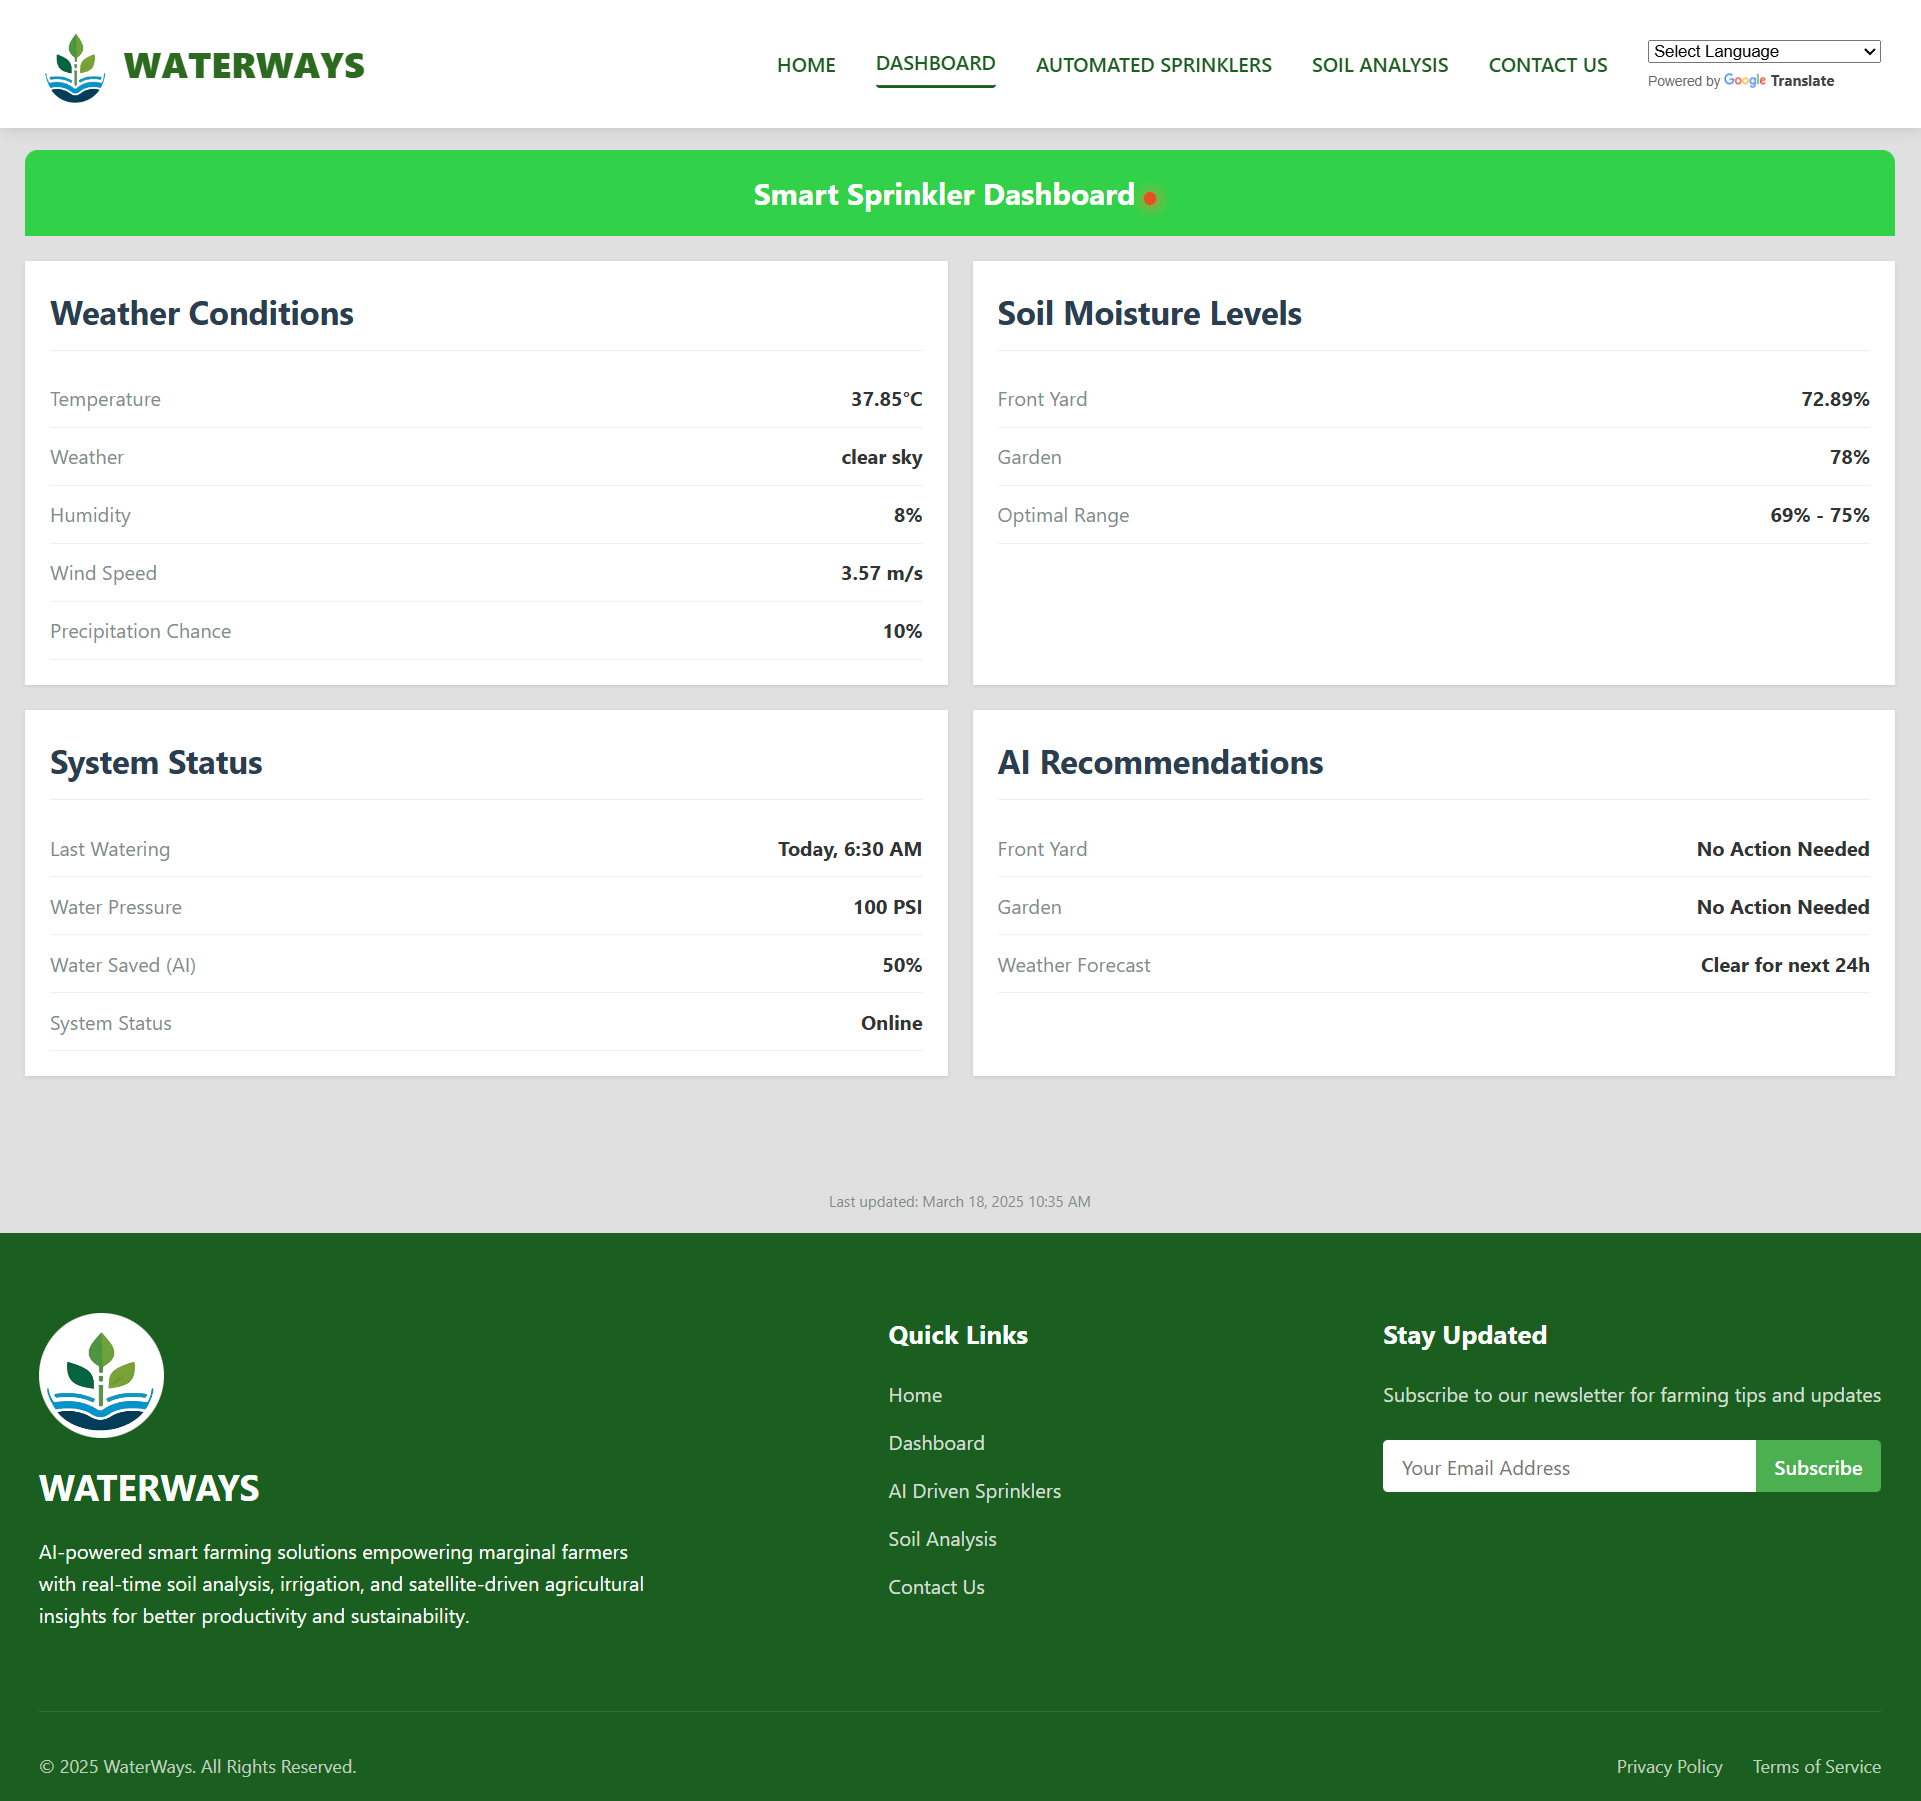 WATERWAYS
HOME
DASHBOARD
AUTOMATED SPRINKLERS
SOIL ANALYSIS
CONTACT US
Select Language
Powered by Google Translate
Smart Sprinkler Dashboard
Weather Conditions
Temperature 37.85°C
Weather clear sky
Humidity 8%
Wind Speed 3.57 m/s
Precipitation Chance 10%
Soil Moisture Levels
Front Yard 72.89%
Garden 78%
Optimal Range 69% - 75%
System Status
Last Watering Today, 6:30 AM
Water Pressure 100 PSI
Water Saved (AI) 50%
System Status Online
AI Recommendations
Front Yard No Action Needed
Garden No Action Needed
Weather Forecast Clear for next 24h
Last updated: March 18, 2025 10:35 AM
WATERWAYS
AI-powered smart farming solutions empowering marginal farmers
with real-time soil analysis, irrigation, and satellite-driven agricultural
insights for better productivity and sustainability.
Quick Links
Home
Dashboard
AI Driven Sprinklers
Soil Analysis
Contact Us
Stay Updated
Subscribe to our newsletter for farming tips and updates
Your Email Address
Subscribe
© 2025 WaterWays. All Rights Reserved.
Privacy Policy
Terms of Service